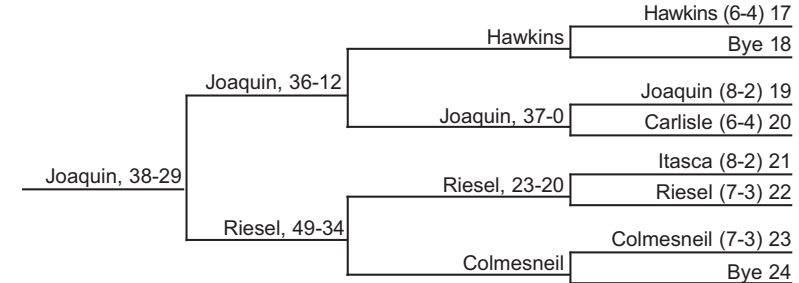 Hawkins (6-4) 17
Hawkins
Bye 18
Joaquin, 36-12
Joaquin (8-2) 19
Joaquin, 37-0
Carlisle (6-4) 20
Joaquin, 38-29
Itasca (8-2) 21
Riesel, 23-20
Riesel (7-3) 22
Riesel, 49-34
Colmesneil (7-3) 23
Colmesneil
Bye 24